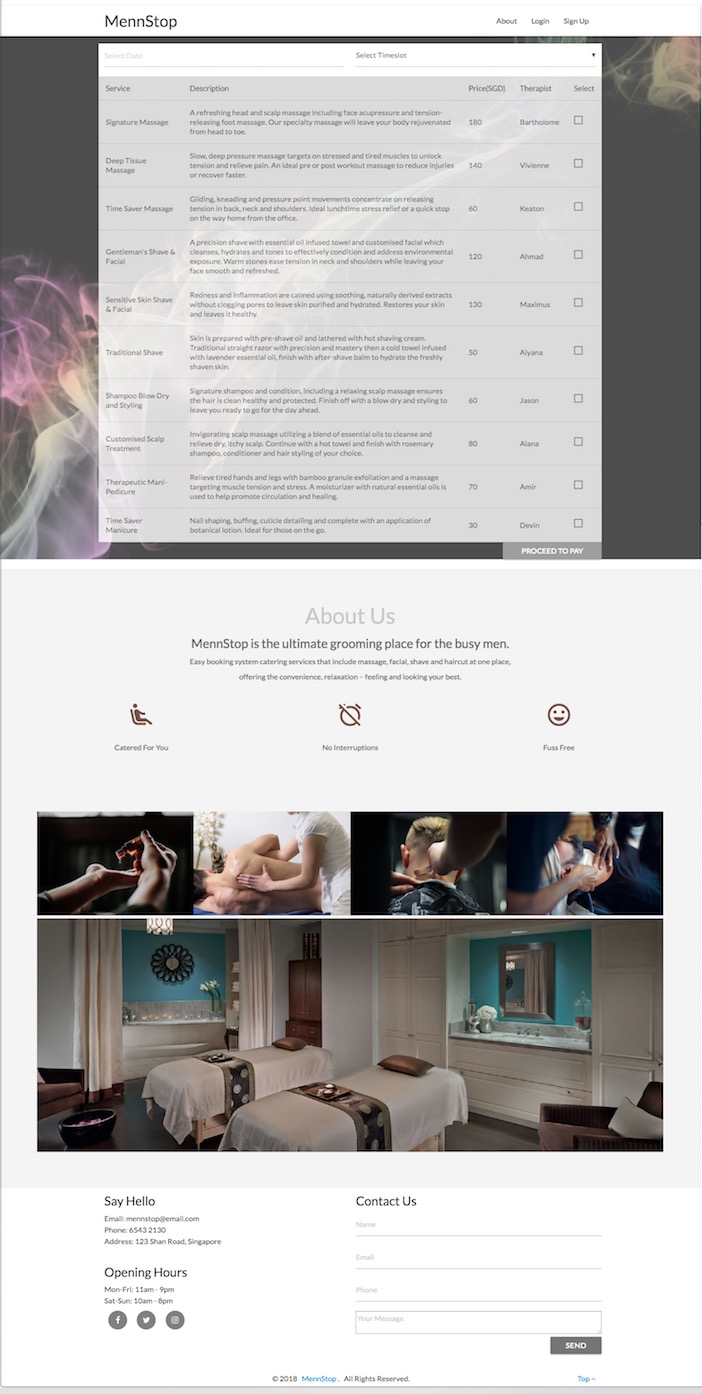 MennStop
About Login Sign Up
Select Date
Select Timeslot
Service Description Price(SGD) Therapist Select
Signature Massage
A refreshing head and scalp massage including face acupressure and tension-
releasing foot massage. Our specialty massage will leave your body rejuvenated
from head to toe.
180
Bartholome
Deep Tissue
Massage
Slow, deep pressure massage targets on stressed and tired muscles to unlock
tension and relieve pain. An ideal pre or post workout massage to reduce injuries
or recover faster.
140
Vivienne
Time Saver Massage
Gliding, kneading and pressure point movements concentrate on releasing
tension in back, neck and shoulders. Ideal lunchtime stress relief or a quick stop
on the way home from the office.
60
Keaton
Gentleman's Shave &
Facial
A precision shave with essential oil infused towel and customised facial which
cleanses, hydrates and tones to effectively condition and address environmental
exposure. Warm stones ease tension in neck and shoulders while leaving your
face smooth and refreshed.
120
Ahmad
Sensitive Skin Shave
& Facial
Redness and inflammation are calmed using soothing, naturally derived extracts
without clogging pores to leave skin purified and hydrated. Restores your skin
and leaves it healthy.
130
Maximus
Traditional Shave
Skin is prepared with pre-shave oil and lathered with hot shaving cream.
Traditional straight razor with precision and mastery then a cold towel infused
with lavender essential oil, finish with after-shave balm to hydrate the freshly
shaven skin.
50
Aiyana
Shampoo Blow Dry
and Styling
Signature shampoo and condition, including a relaxing scalp massage ensures
the hair is clean healthy and protected. Finish off with a blow dry and styling to
leave you ready to go for the day ahead.
60
Jason
Customised Scalp
Treatment
Invigorating scalp massage utilizing a blend of essential oils to cleanse and
relieve dry, itchy scalp. Continue with a hot towel and finish with rosemary
shampoo, conditioner and hair styling of your choice.
80
Alana
Therapeutic Mani-
Pedicure
Relieve tired hands and legs with bamboo granule exfoliation and a massage
targeting muscle tension and stress. A moisturizer with natural essential oils is
used to help promote circulation and healing.
70
Amir
Time Saver
Manicure
Nail shaping, buffing, cuticle detailing and complete with an application of
botanical lotion. Ideal for those on the go.
30
Devin
PROCEED TO PAY
About Us
MennStop is the ultimate grooming place for the busy men.
Easy booking system catering services that include massage, facial, shave and haircut at one place,
offering the convenience, relaxation – feeling and looking your best.
Catered For You
No Interruptions
Fuss Free
Say Hello
Email: mennstop@email.com
Phone: 6543 2130
Address: 123 Shan Road, Singapore
Opening Hours
Mon-Fri: 11am - 9pm
Sat-Sun: 10am - 8pm
Contact Us
Name
Email
Phone
Your Message
SEND
© 2018 MennStop . All Rights Reserved.
Top